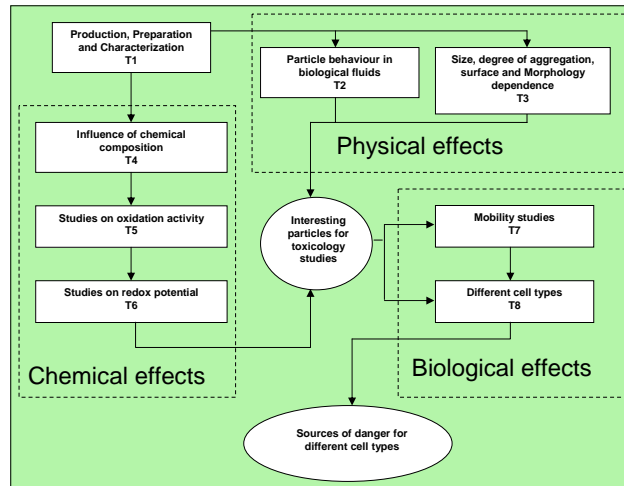 Production, Preparation
and Characterization
T1
Particle behaviour in
biological fluids
T2
Size, degree of aggregation,
surface and Morphology
dependence
T3
Physical effects
Influence of chemical
composition
T4
Studies on oxidation activity
T5
Studies on redox potential
T6
Chemical effects
Interesting
particles for
toxicology
studies
Mobility studies
T7
Different cell types
T8
Biological effects
Sources of danger for
different cell types